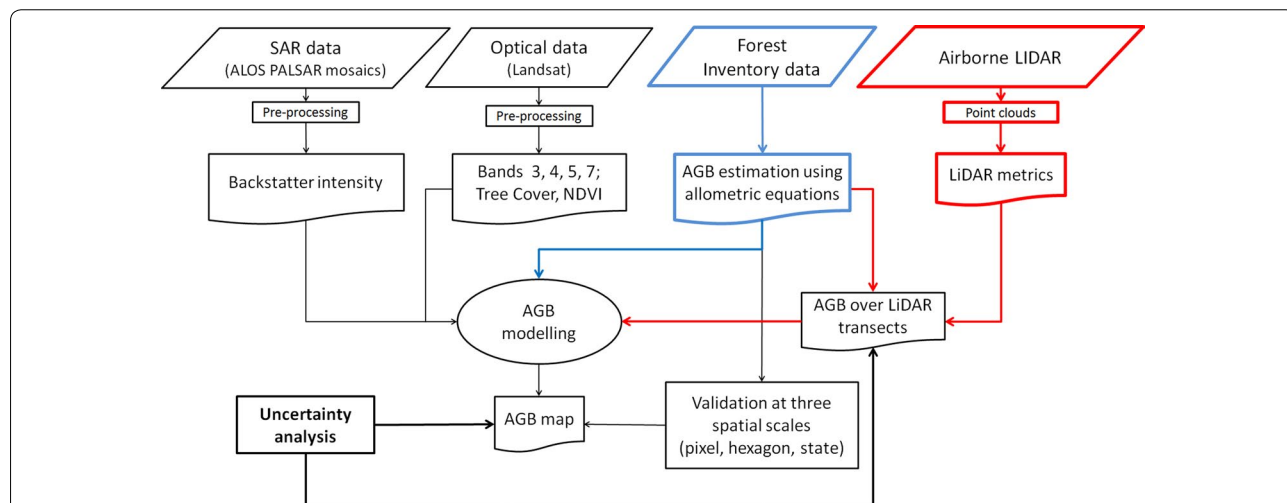 SAR data
(ALOS PALSAR mosaics)
Optical data
(Landsat)
Forest
Inventory data
Airborne LIDAR
Pre-processing
Pre-processing
Point clouds
Backstatter intensity
Bands 3, 4, 5, 7;
Tree Cover, NDVI
AGB estimation using
allometric equations
LiDAR metrics
AGB
modelling
AGB over LiDAR
transects
Uncertainty
analysis
AGB map
Validation at three
spatial scales
(pixel, hexagon, state)